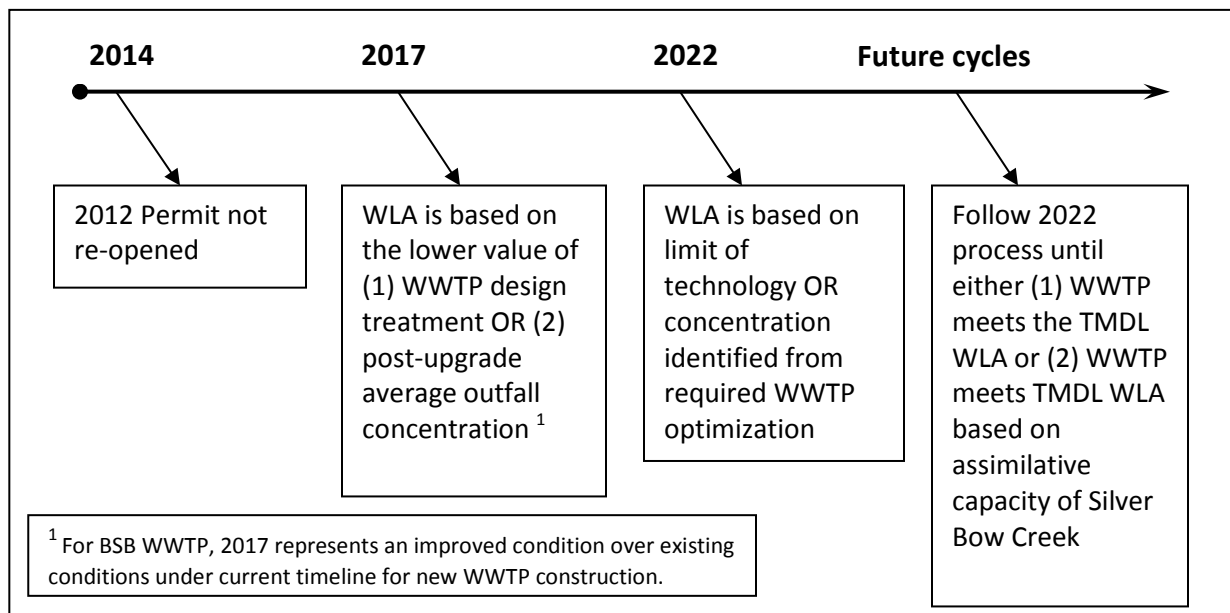 2014
2017
2022
Future cycles
2012 Permit not
re-opened
WLA is based on
the lower value of
(1) WWTP design
treatment OR (2)
post-upgrade
average outfall
concentration 1
WLA is based on
limit of
technology OR
concentration
identified from
required WWTP
optimization
Follow 2022
process until
either (1) WWTP
meets the TMDL
WLA or (2) WWTP
meets TMDL WLA
based on
assimilative
capacity of Silver
Bow Creek
1 For BSB WWTP, 2017 represents an improved condition over existing
conditions under current timeline for new WWTP construction.